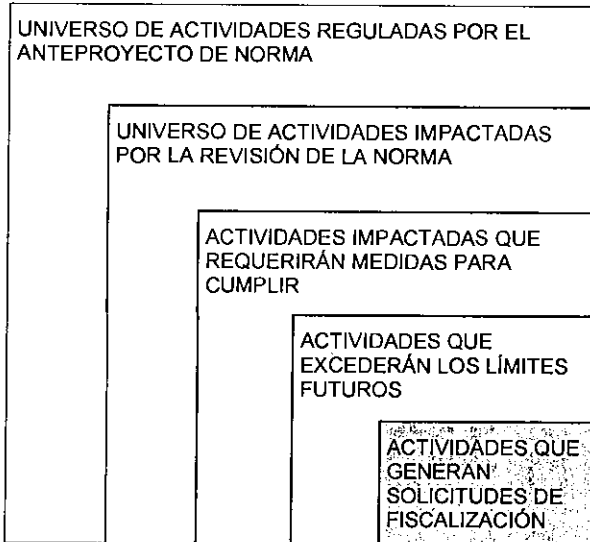 UNIVERSO DE ACTIVIDADES REGULADAS POR EL
ANTEPROYECTO DE NORMA
UNIVERSO DE ACTIVIDADES IMPACTADAS
POR LA REVISIÓN DE LA NORMA
ACTIVIDADES IMPACTADAS QUE
REQUERIRÁN MEDIDAS PARA
CUMPLIR
ACTIVIDADES QUE
EXCEDERÁN LOS LÍMITES
FUTUROS
ACTIVIDADES QUE
GENERAN
SOLICITUDES DE
FISCALIZACIÓN